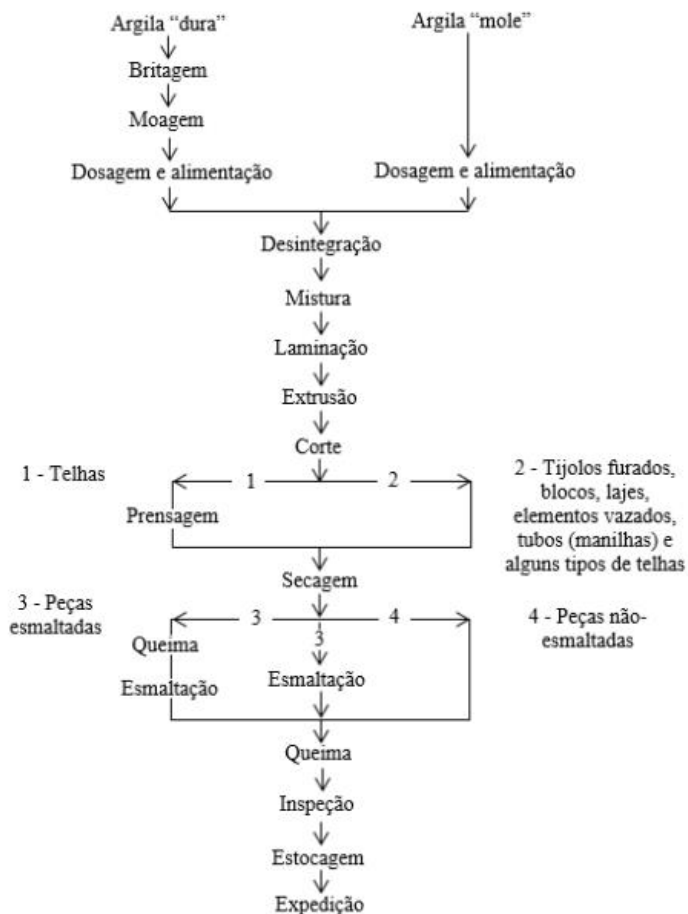 Argila “dura”
Argila “mole”
Britagem
Moagem
Dosagem e alimentação
Dosagem e alimentação
Desintegração
Mistura
Laminação
Extrusão
Corte
1 - Telhas
1
2
2 - Tijolos furados,
blocos, lajes,
elementos vazados,
tubos (manilhas) e
alguns tipos de telhas
Prensagem
Secagem
3 - Peças
esmaltadas
3
3
4
4 - Peças não-
esmaltadas
Queima
Esmaltação
Esmaltação
Queima
Inspeção
Estocagem
Expedição